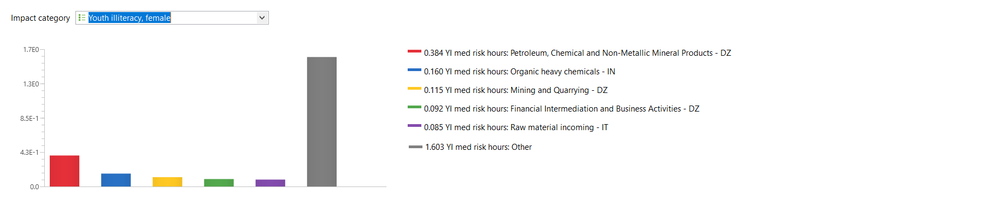 Impact category Youth illiteracy, female
1.7E0
1.3E0
8.5E-1
4.3E-1
0.0
0.384 YI med risk hours: Petroleum, Chemical and Non-Metallic Mineral Products - DZ
0.160 YI med risk hours: Organic heavy chemicals - IN
0.115 YI med risk hours: Mining and Quarrying - DZ
0.092 YI med risk hours: Financial Intermediation and Business Activities - DZ
0.085 YI med risk hours: Raw material incoming - IT
1.603 YI med risk hours: Other